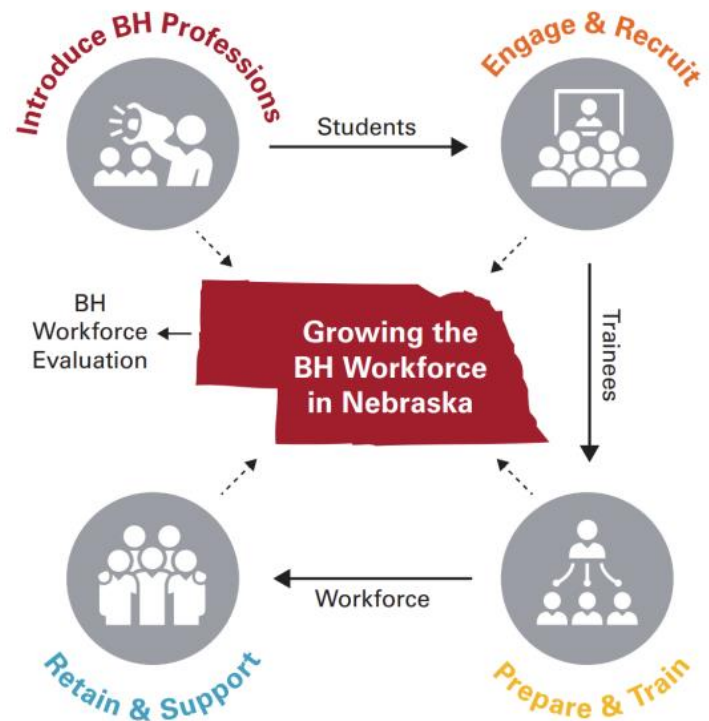 Introduce BH Professions
Engage & Recruit
Students
BH
Workforce
Evaluation
Growing the
BH Workforce
in Nebraska
Trainees
Workforce
Retain & Support
Prepare & Train